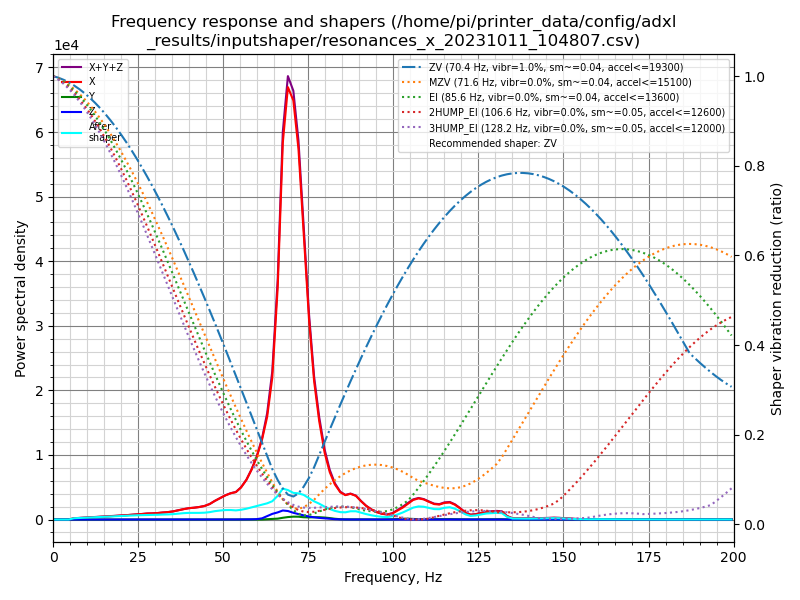 Frequency response and shapers (/home/pi/printer_data/config/adxl
_results/inputshaper/resonances_x_20231011_104807.csv)
1e4
X+Y+Z
X
Y
Z
After
shaper
ZV (70.4 Hz, vibr=1.0%, sm~=0.04, accel<=19300)
MZV (71.6 Hz, vibr=0.0%, sm~=0.04, accel<=15100)
EI (85.6 Hz, vibr=0.0%, sm~=0.04, accel<=13600)
2HUMP_EI (106.6 Hz, vibr=0.0%, sm~=0.05, accel<=12600)
3HUMP_EI (128.2 Hz, vibr=0.0%, sm~=0.05, accel<=12000)
Recommended shaper: ZV
Power spectral density
7
6
5
4
3
2
1
0
1.0
0.8
0.6
0.4
0.2
0.0
Shaper vibration reduction (ratio)
0 25 50 75 100 125 150 175 200
Frequency, Hz